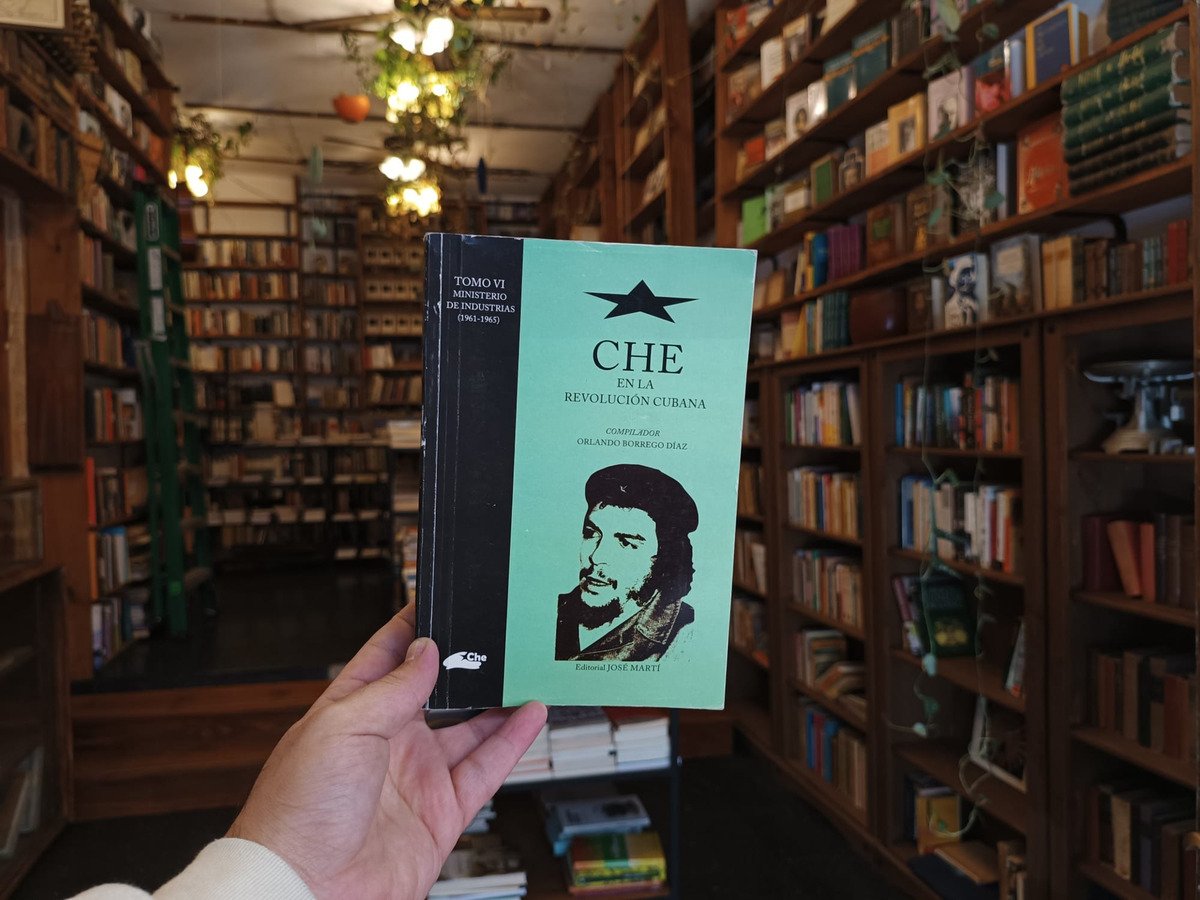 TOMO VI
MINISTERIO
DE INDUSTRIAS
(1961-1965)
CHE
EN LA
REVOLUCIÓN CUBANA
COMPILADOR
ORLANDO BORREGO DÍAZ
Editorial JOSÉ MARTÍ
Che